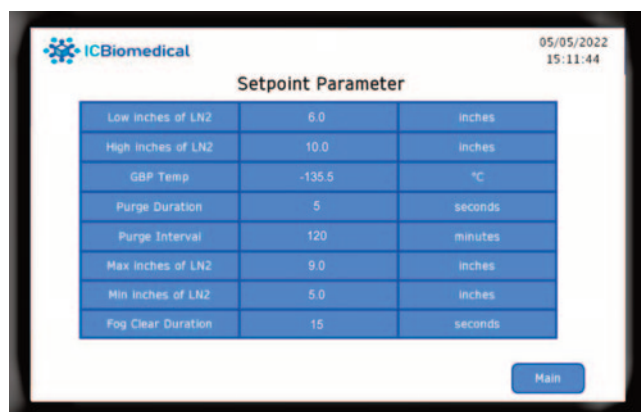 ICBiomedical
05/05/2022
15:11:44
Setpoint Parameter
Low inches of LN2 6.0 inches
High inches of LN2 10.0 inches
GBP Temp -135.5 °C
Purge Duration 5 seconds
Purge Interval 120 minutes
Max inches of LN2 9.0 inches
Min inches of LN2 5.0 inches
Fog Clear Duration 15 seconds
Main